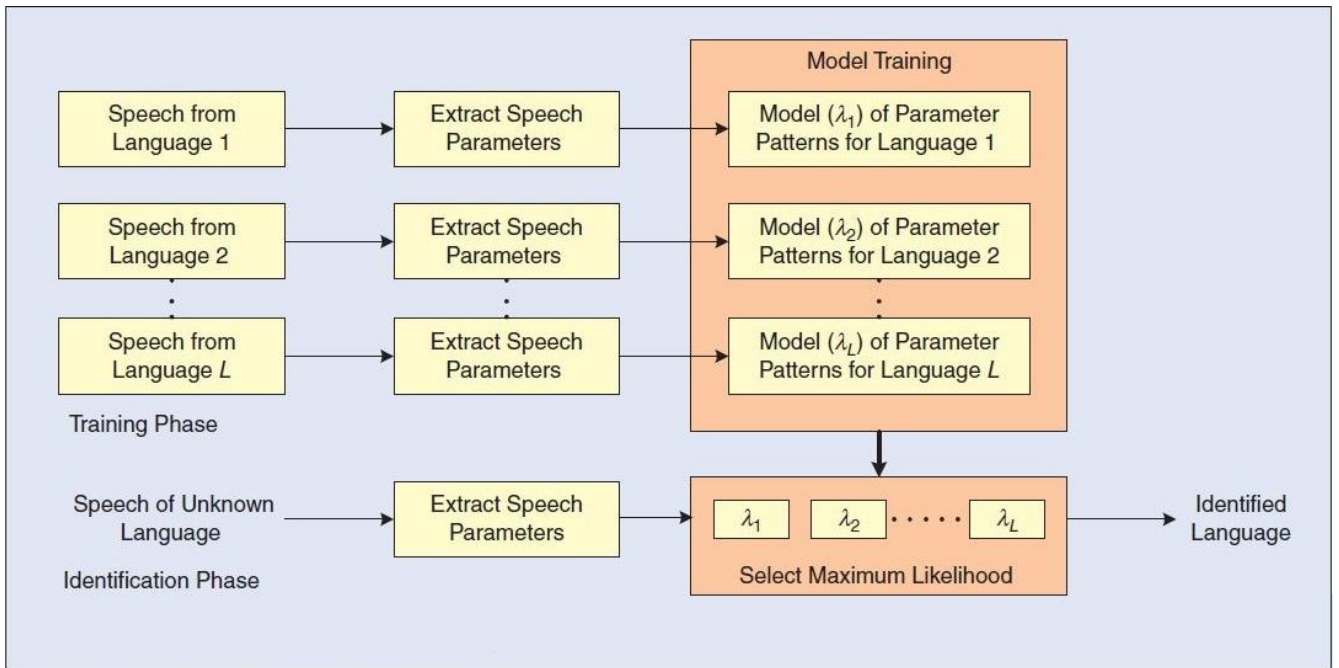 Model Training
Speech from
Language 1
Extract Speech
Parameters
Model (λ₁) of Parameter
Patterns for Language 1
Speech from
Language 2
Extract Speech
Parameters
Model (λ₂) of Parameter
Patterns for Language 2
Speech from
Language L
Extract Speech
Parameters
Model (λL) of Parameter
Patterns for Language L
Training Phase
Speech of Unknown
Language
Extract Speech
Parameters
λ₁ λ₂ ..... λL
Select Maximum Likelihood
Identified
Language
Identification Phase